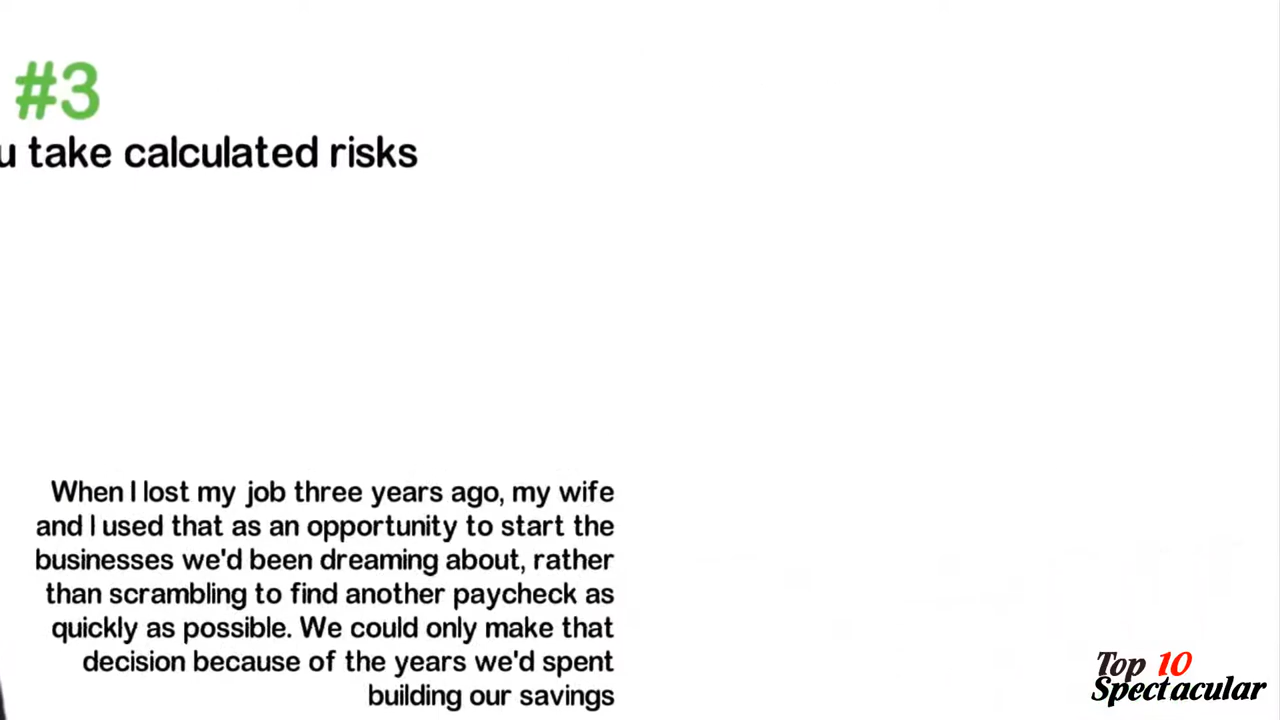 #3
u take calculated risks
When I lost my job three years ago, my wife
and I used that as an opportunity to start the
businesses we'd been dreaming about, rather
than scrambling to find another paycheck as
quickly as possible. We could only make that
decision because of the years we'd spent
building our savings
Top 10
Spectacular